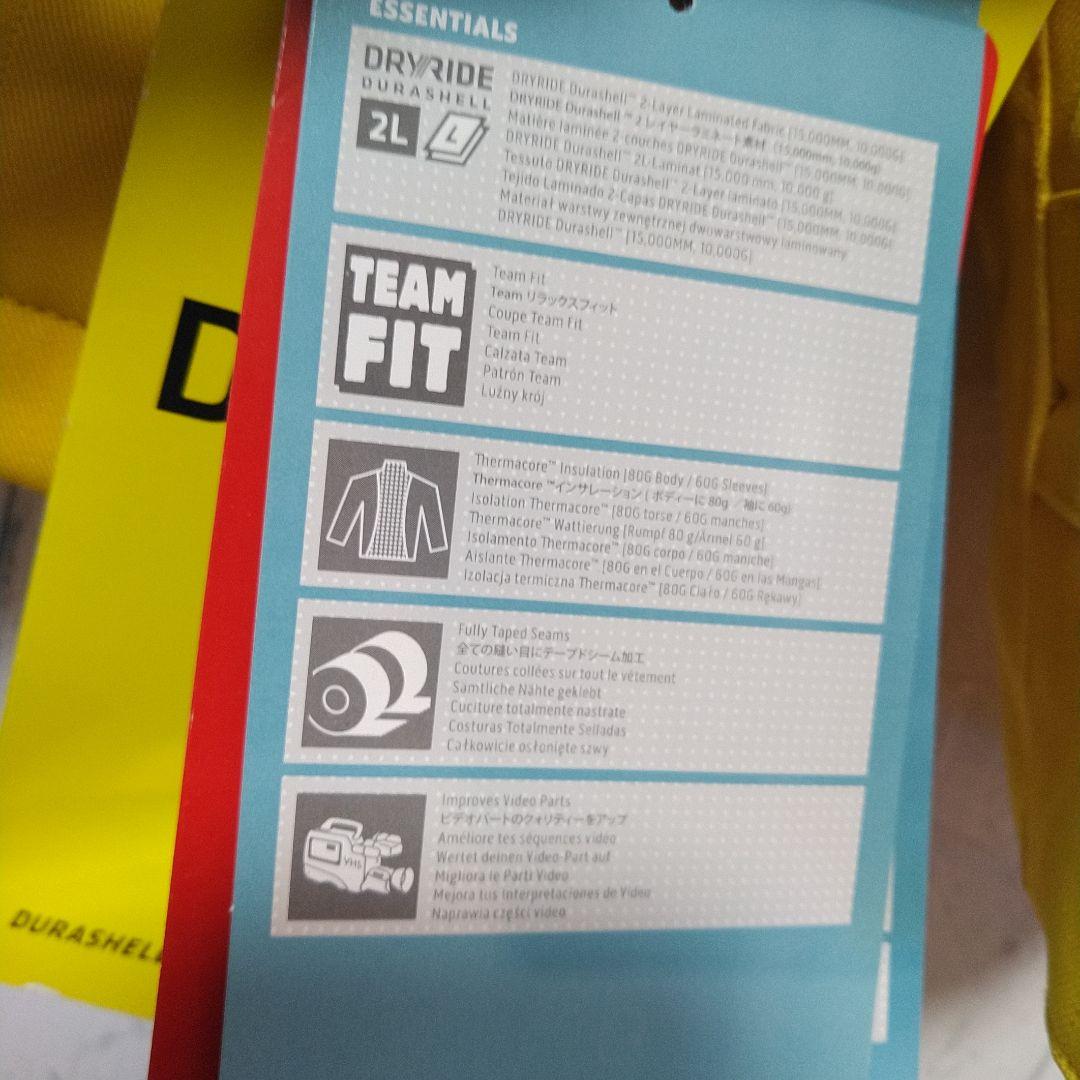 ESSENTIALS
DRYRIDE
DURASHELL
2L
L
DRYRIDE Durashell™ 2-Layer Laminated Fabric [15,000MM, 10,000G]
DRYRIDE Durashell™ 2レイヤーラミネート素材 (15,000mm, 10,000g)
Matière laminée 2-couches DRYRIDE Durashell™ [15,000MM, 10,000G]
DRYRIDE Durashell™ 2L-Laminat [15.000 mm, 10.000 g]
Tessuto DRYRIDE Durashell™ 2-Layer laminato [15,000MM, 10,000G]
Tejido Laminado 2-Capas DRYRIDE Durashell™ [15,000MM, 10,000G]
Materiał warstwy zewnętrznej dwuwarstwowy laminowany
DRYRIDE Durashell™ [15,000MM, 10,000G]
TEAM
FIT
Team Fit
Team リラックスフィット
Coupe Team Fit
Team Fit
Calzata Team
Patrón Team
Luźny krój
Thermacore™ Insulation [80G Body / 60G Sleeves]
Thermacore™インサレーション [ボディーに 80g ／袖に 60g]
Isolation Thermacore™ [80G torse / 60G manches]
Thermacore™ Wattierung [Rumpf 80 g/Ärmel 60 g]
Isolamento Thermacore™ [80G corpo / 60G maniche]
Aislante Thermacore™ [80G en el Cuerpo / 60G en las Mangas]
Izolacja termiczna Thermacore™ [80G Ciało / 60G Rękawy]
Fully Taped Seams
全ての縫い目にテープドシーム加工
Coutures collées sur tout le vêtement
Sämtliche Nähte geklebt
Cuciture totalmente nastrate
Costuras Totalmente Selladas
Całkowicie osłonięte szwy
VHS
Improves Video Parts
ビデオパートのクォリティーをアップ
Améliore tes séquences vidéo
Wertet deinen Video-Part auf
Migliora le Parti Video
Mejora tus Interpretaciones de Video
Naprawia części video
D
DURASHELL